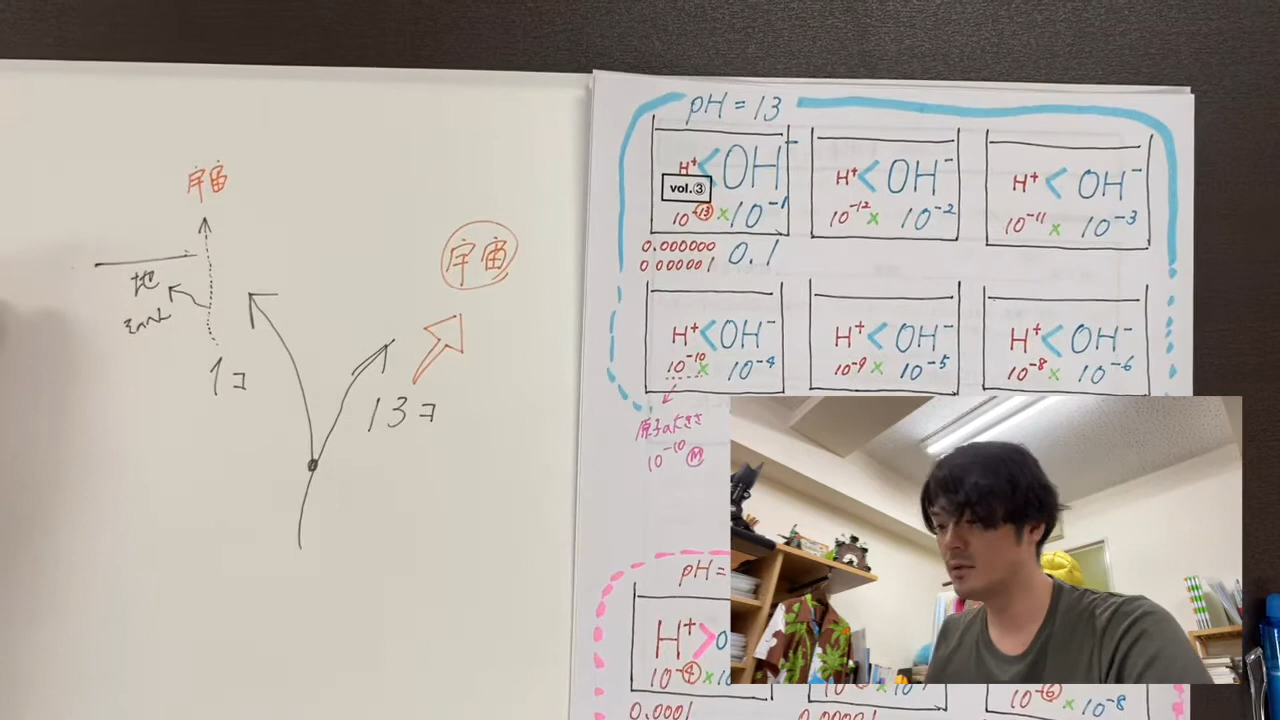 宇宙
地
1コ
13コ
宇宙
pH = 13
H⁺ < OH⁻
vol.③
10⁻¹³ × 10⁻¹
0.000000
0.1
0000001
H⁺ < OH⁻
10⁻¹² × 10⁻²
H⁺ < OH⁻
10⁻¹¹ × 10⁻³
H⁺ < OH⁻
10⁻¹⁰ × 10⁻⁴
H⁺ < OH⁻
10⁻⁹ × 10⁻⁵
H⁺ < OH⁻
10⁻⁸ × 10⁻⁶
原子の大きさ
10⁻¹⁰ m
pH =
H⁺ >
10⁻④ × 10
0.0001
10⁻⑥ × 10⁻⁸